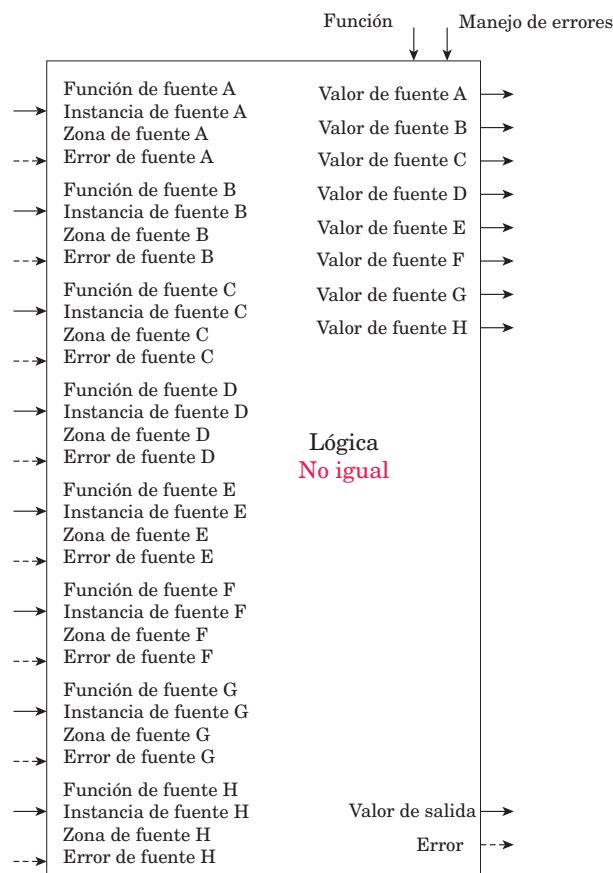 Función
Manejo de errores
Función de fuente A
Instancia de fuente A
Zona de fuente A
Error de fuente A
Función de fuente B
Instancia de fuente B
Zona de fuente B
Error de fuente B
Función de fuente C
Instancia de fuente C
Zona de fuente C
Error de fuente C
Función de fuente D
Instancia de fuente D
Zona de fuente D
Error de fuente D
Función de fuente E
Instancia de fuente E
Zona de fuente E
Error de fuente E
Función de fuente F
Instancia de fuente F
Zona de fuente F
Error de fuente F
Función de fuente G
Instancia de fuente G
Zona de fuente G
Error de fuente G
Función de fuente H
Instancia de fuente H
Zona de fuente H
Error de fuente H
Valor de fuente A
Valor de fuente B
Valor de fuente C
Valor de fuente D
Valor de fuente E
Valor de fuente F
Valor de fuente G
Valor de fuente H
Lógica
No igual
Valor de salida
Error